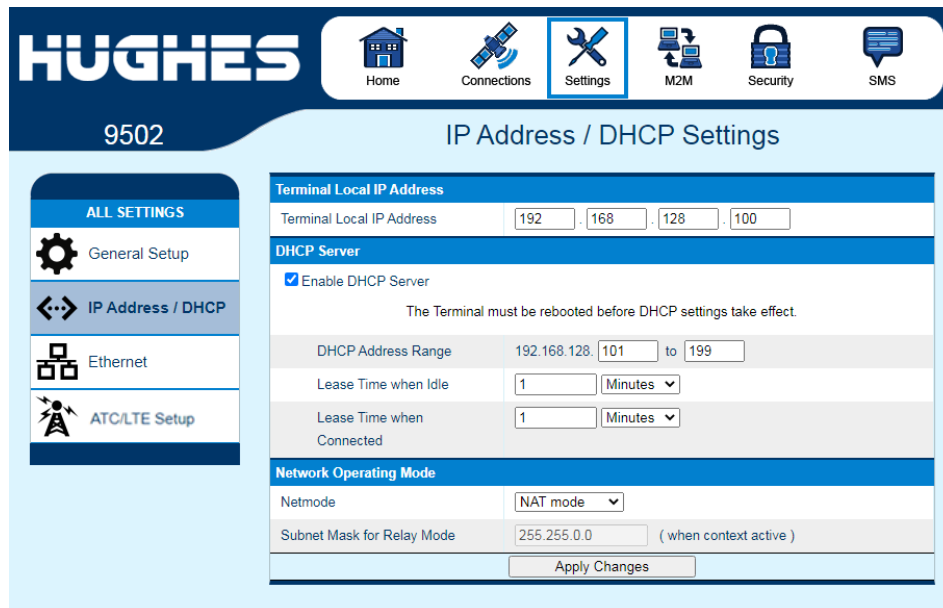 HUGHES
Home
Connections
Settings
M2M
Security
SMS
9502
IP Address / DHCP Settings
ALL SETTINGS
General Setup
IP Address / DHCP
Ethernet
ATC/LTE Setup
Terminal Local IP Address
Terminal Local IP Address 192 . 168 . 128 . 100
DHCP Server
Enable DHCP Server
The Terminal must be rebooted before DHCP settings take effect.
DHCP Address Range 192.168.128. 101 to 199
Lease Time when Idle 1 Minutes
Lease Time when 1 Minutes
Connected
Network Operating Mode
Netmode NAT mode
Subnet Mask for Relay Mode 255.255.0.0 ( when context active )
Apply Changes